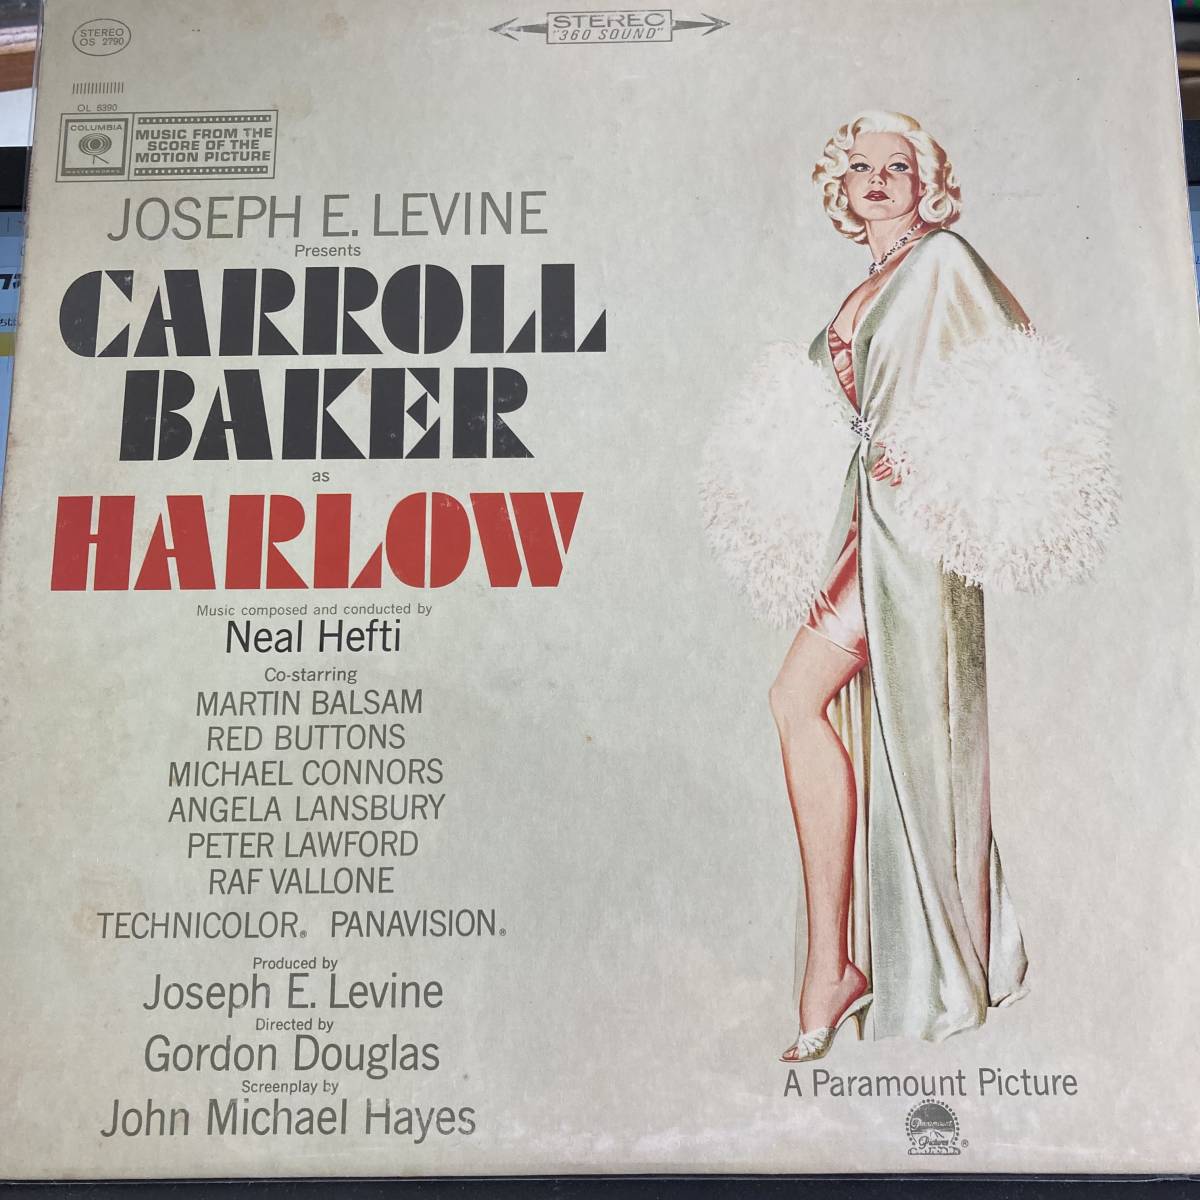 STEREO
OS 2790
STEREO
"360 SOUND"
OL 6390
COLUMBIA
MASTERWORKS
MUSIC FROM THE
SCORE OF THE
MOTION PICTURE
JOSEPH E. LEVINE
Presents
CARROLL
BAKER
as
HARLOW
Music composed and conducted by
Neal Hefti
Co-starring
MARTIN BALSAM
RED BUTTONS
MICHAEL CONNORS
ANGELA LANSBURY
PETER LAWFORD
RAF VALLONE
TECHNICOLOR® PANAVISION®
Produced by
Joseph E. Levine
Directed by
Gordon Douglas
Screenplay by
John Michael Hayes
A Paramount Picture
Paramount
Pictures
®